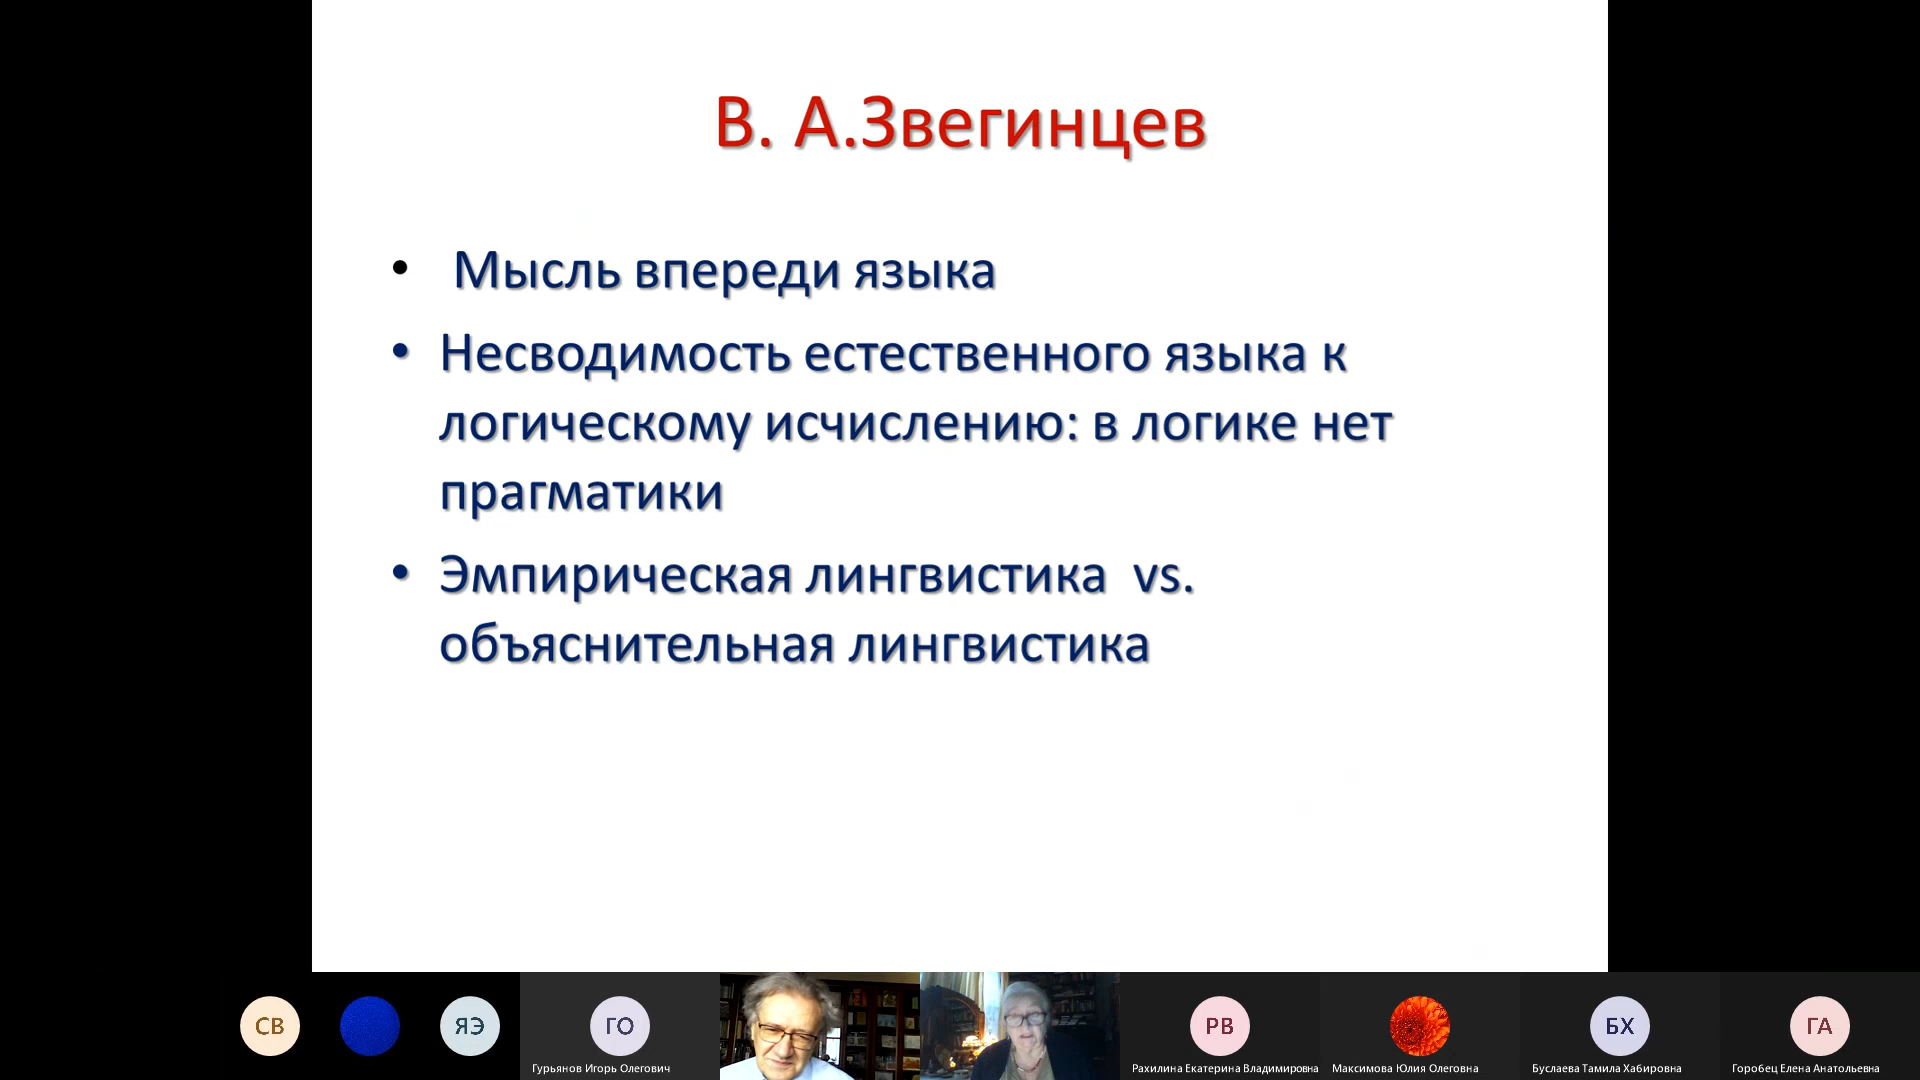 В. А.Звегинцев
• Мысль впереди языка
• Несводимость естественного языка к
логическому исчислению: в логике нет
прагматики
• Эмпирическая лингвистика vs.
объяснительная лингвистика
СВ
ЯЭ
ГО
РВ
БХ
ГА
Гурьянов Игорь Олегович
Рахилина Екатерина Владимировна
Максимова Юлия Олеговна
Буслаева Тамила Хабировна
Горобец Елена Анатольевна